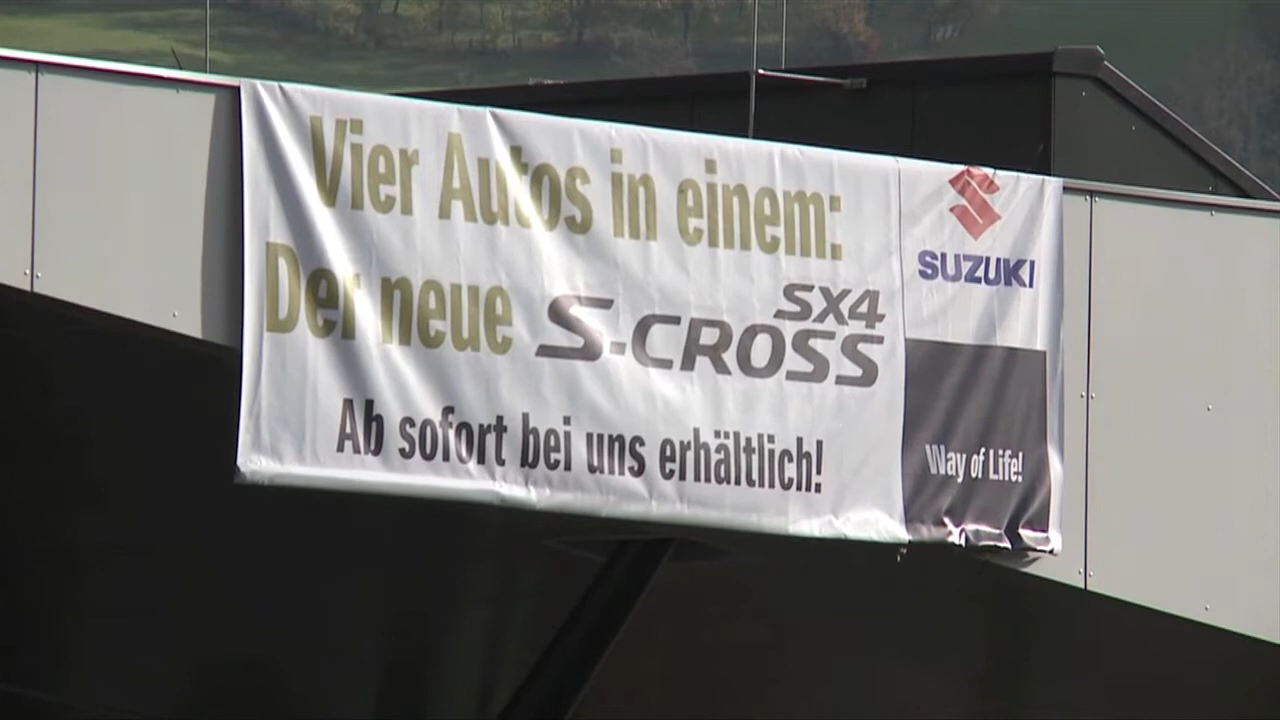 Vier Autos in einem:
Der neue S-CROSS SX4
Ab sofort bei uns erhältlich!
SUZUKI
Way of Life!